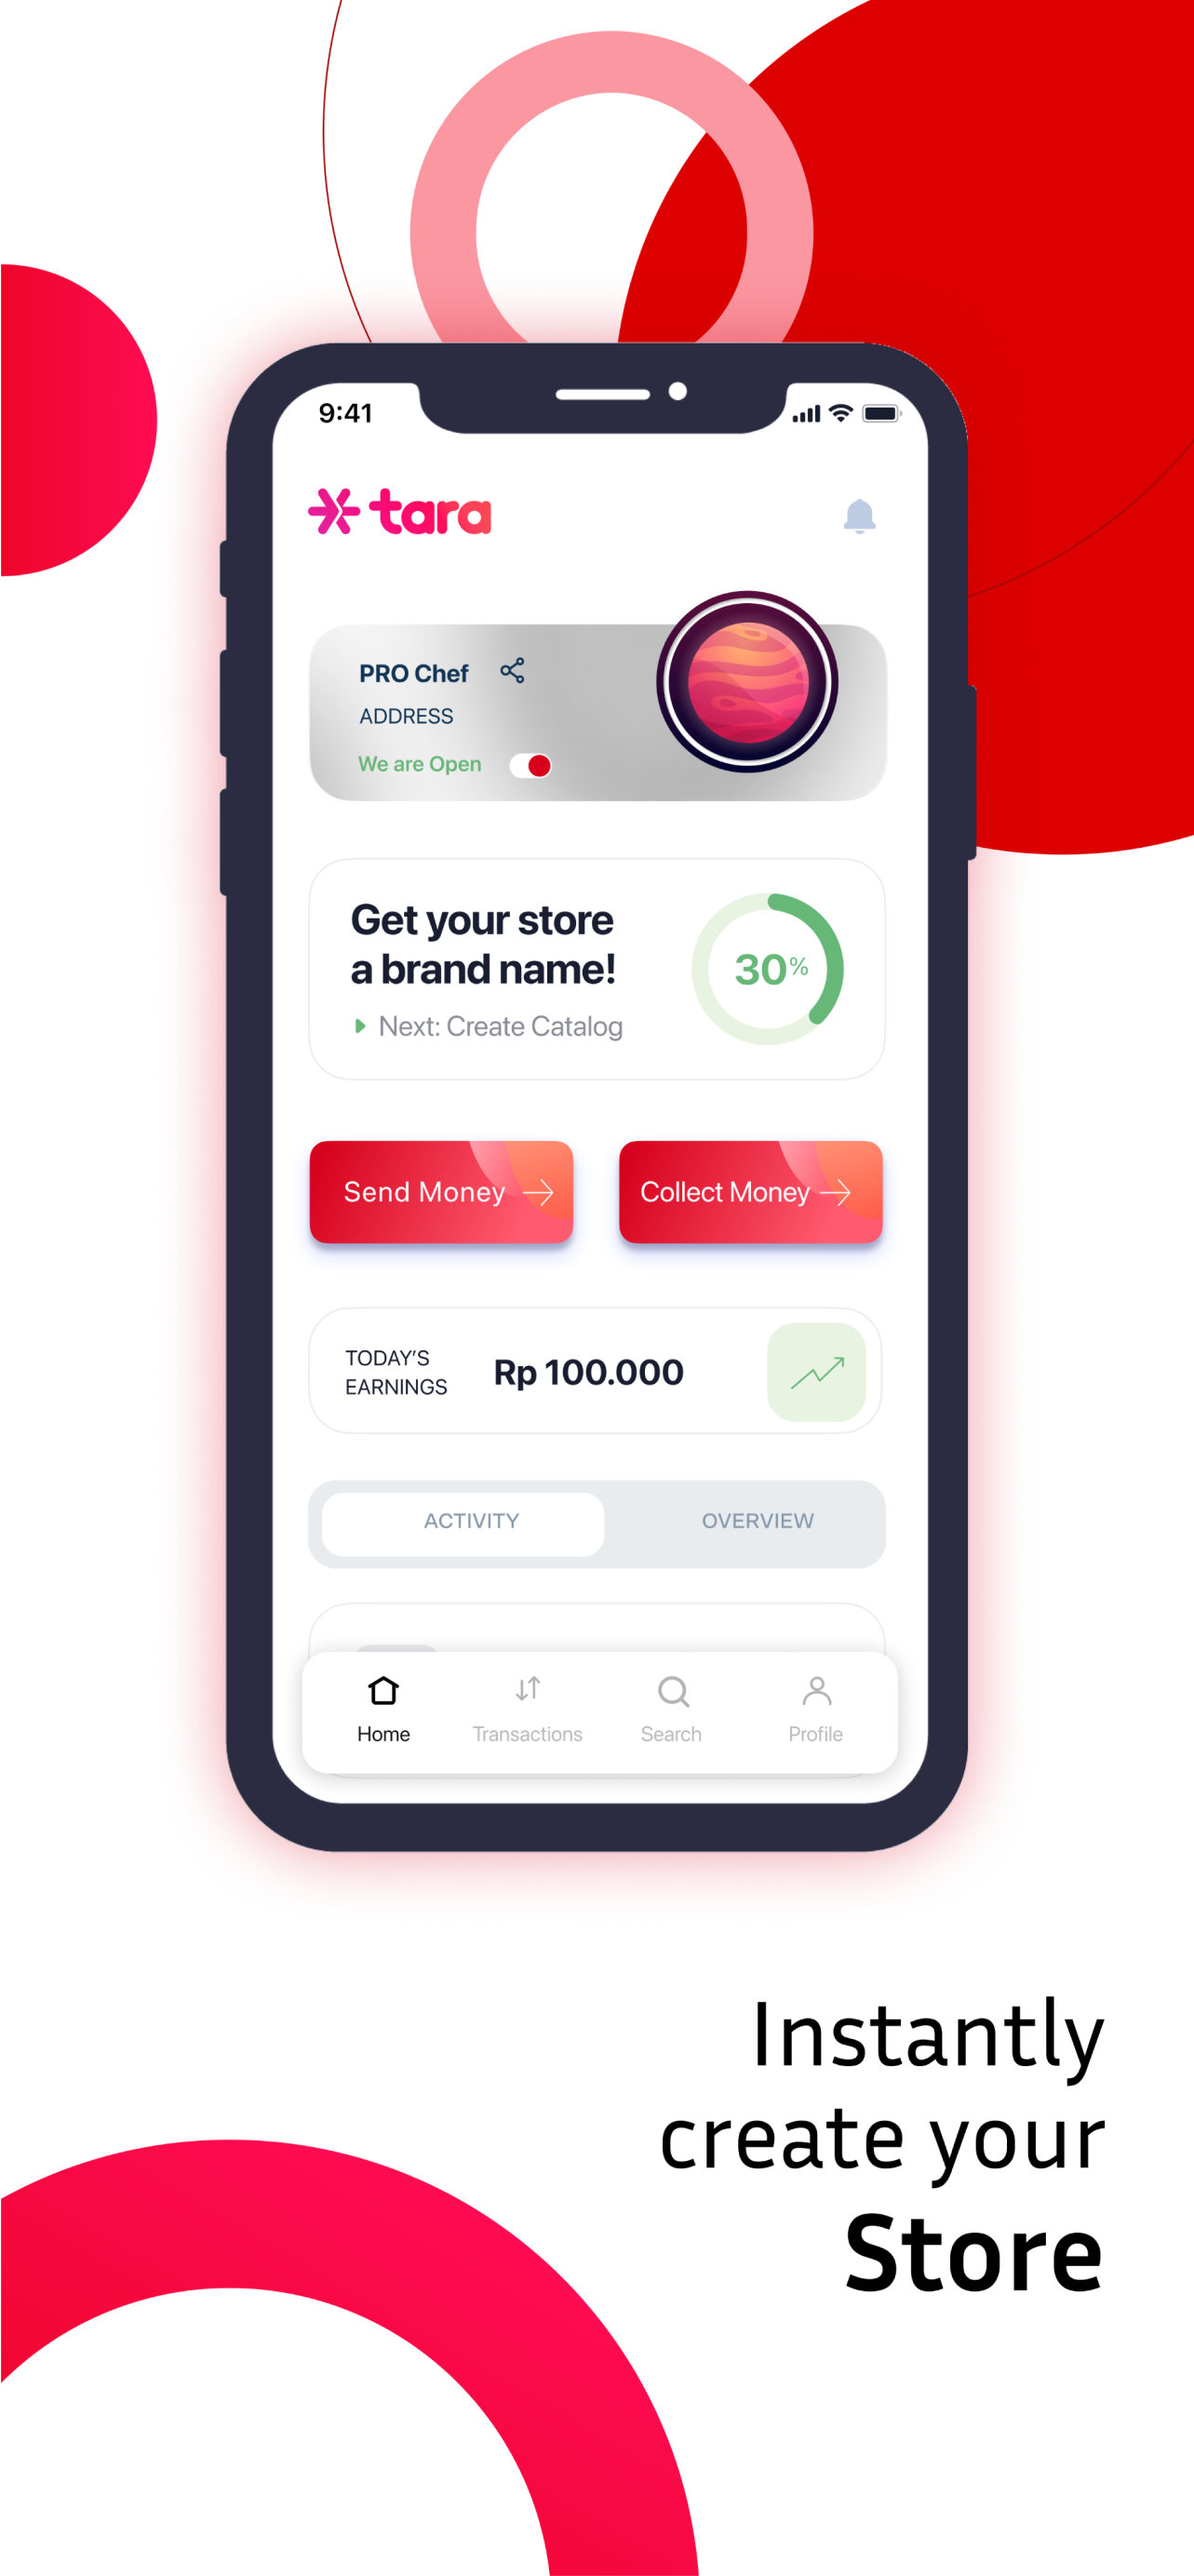 9:41
tara
PRO Chef
ADDRESS
We are Open
Get your store
a brand name!
Next: Create Catalog
30%
Send Money
Collect Money
TODAY'S
EARNINGS
Rp 100.000
ACTIVITY
OVERVIEW
Home
Transactions
Search
Profile
Instantly
create your
Store